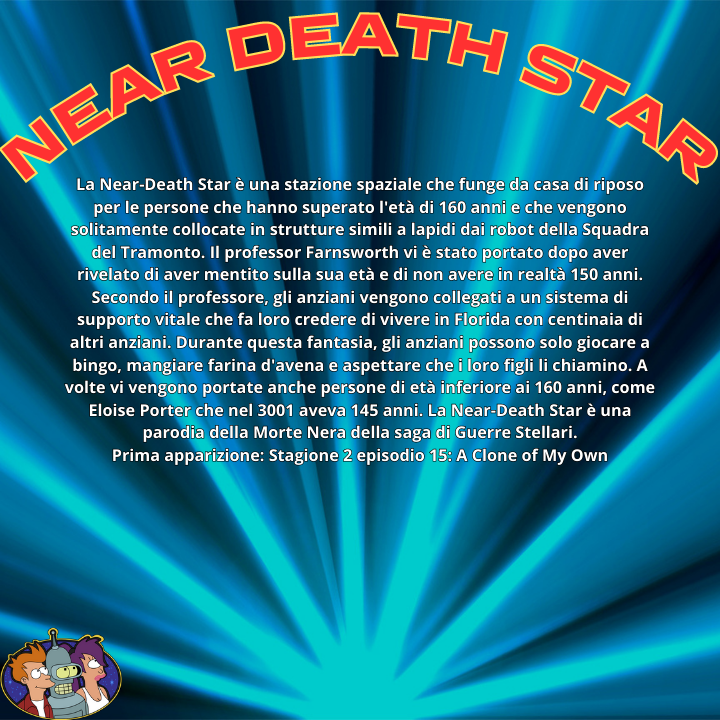 NEAR DEATH STAR
La Near-Death Star è una stazione spaziale che funge da casa di riposo
per le persone che hanno superato l'età di 160 anni e che vengono
solitamente collocate in strutture simili a lapidi dai robot della Squadra
del Tramonto. Il professor Farnsworth vi è stato portato dopo aver
rivelato di aver mentito sulla sua età e di non avere in realtà 150 anni.
Secondo il professore, gli anziani vengono collegati a un sistema di
supporto vitale che fa loro credere di vivere in Florida con centinaia di
altri anziani. Durante questa fantasia, gli anziani possono solo giocare a
bingo, mangiare farina d'avena e aspettare che i loro figli li chiamino. A
volte vi vengono portate anche persone di età inferiore ai 160 anni, come
Eloise Porter che nel 3001 aveva 145 anni. La Near-Death Star è una
parodia della Morte Nera della saga di Guerre Stellari.
Prima apparizione: Stagione 2 episodio 15: A Clone of My Own